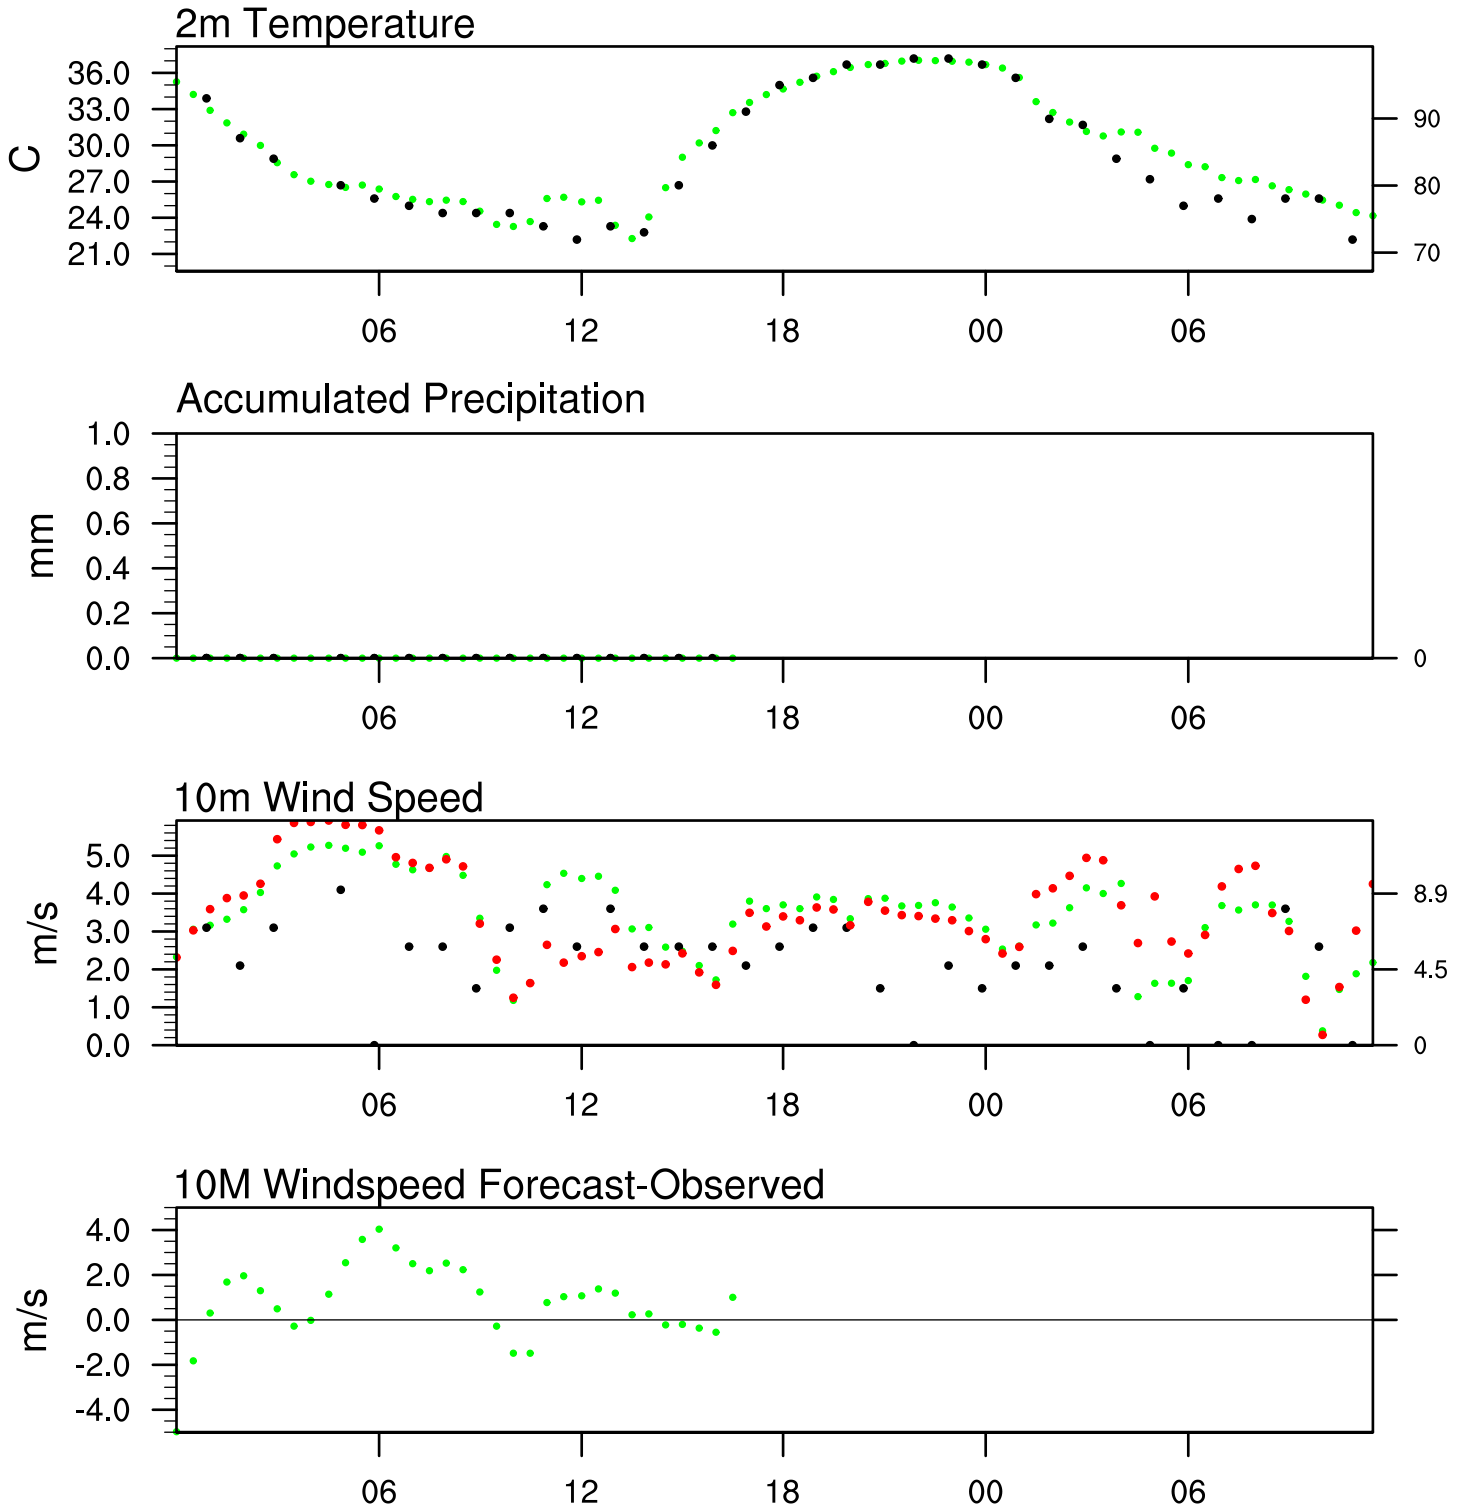 2m Temperature
36.0
33.0
30.0
27.0
24.0
21.0
C
90
80
70
06 12 18 00 06
Accumulated Precipitation
1.0
0.8
0.6
0.4
0.2
0.0
mm
0
06 12 18 00 06
10m Wind Speed
5.0
4.0
3.0
2.0
1.0
0.0
m/s
8.9
4.5
0
06 12 18 00 06
10M Windspeed Forecast-Observed
4.0
2.0
0.0
-2.0
-4.0
m/s
06 12 18 00 06